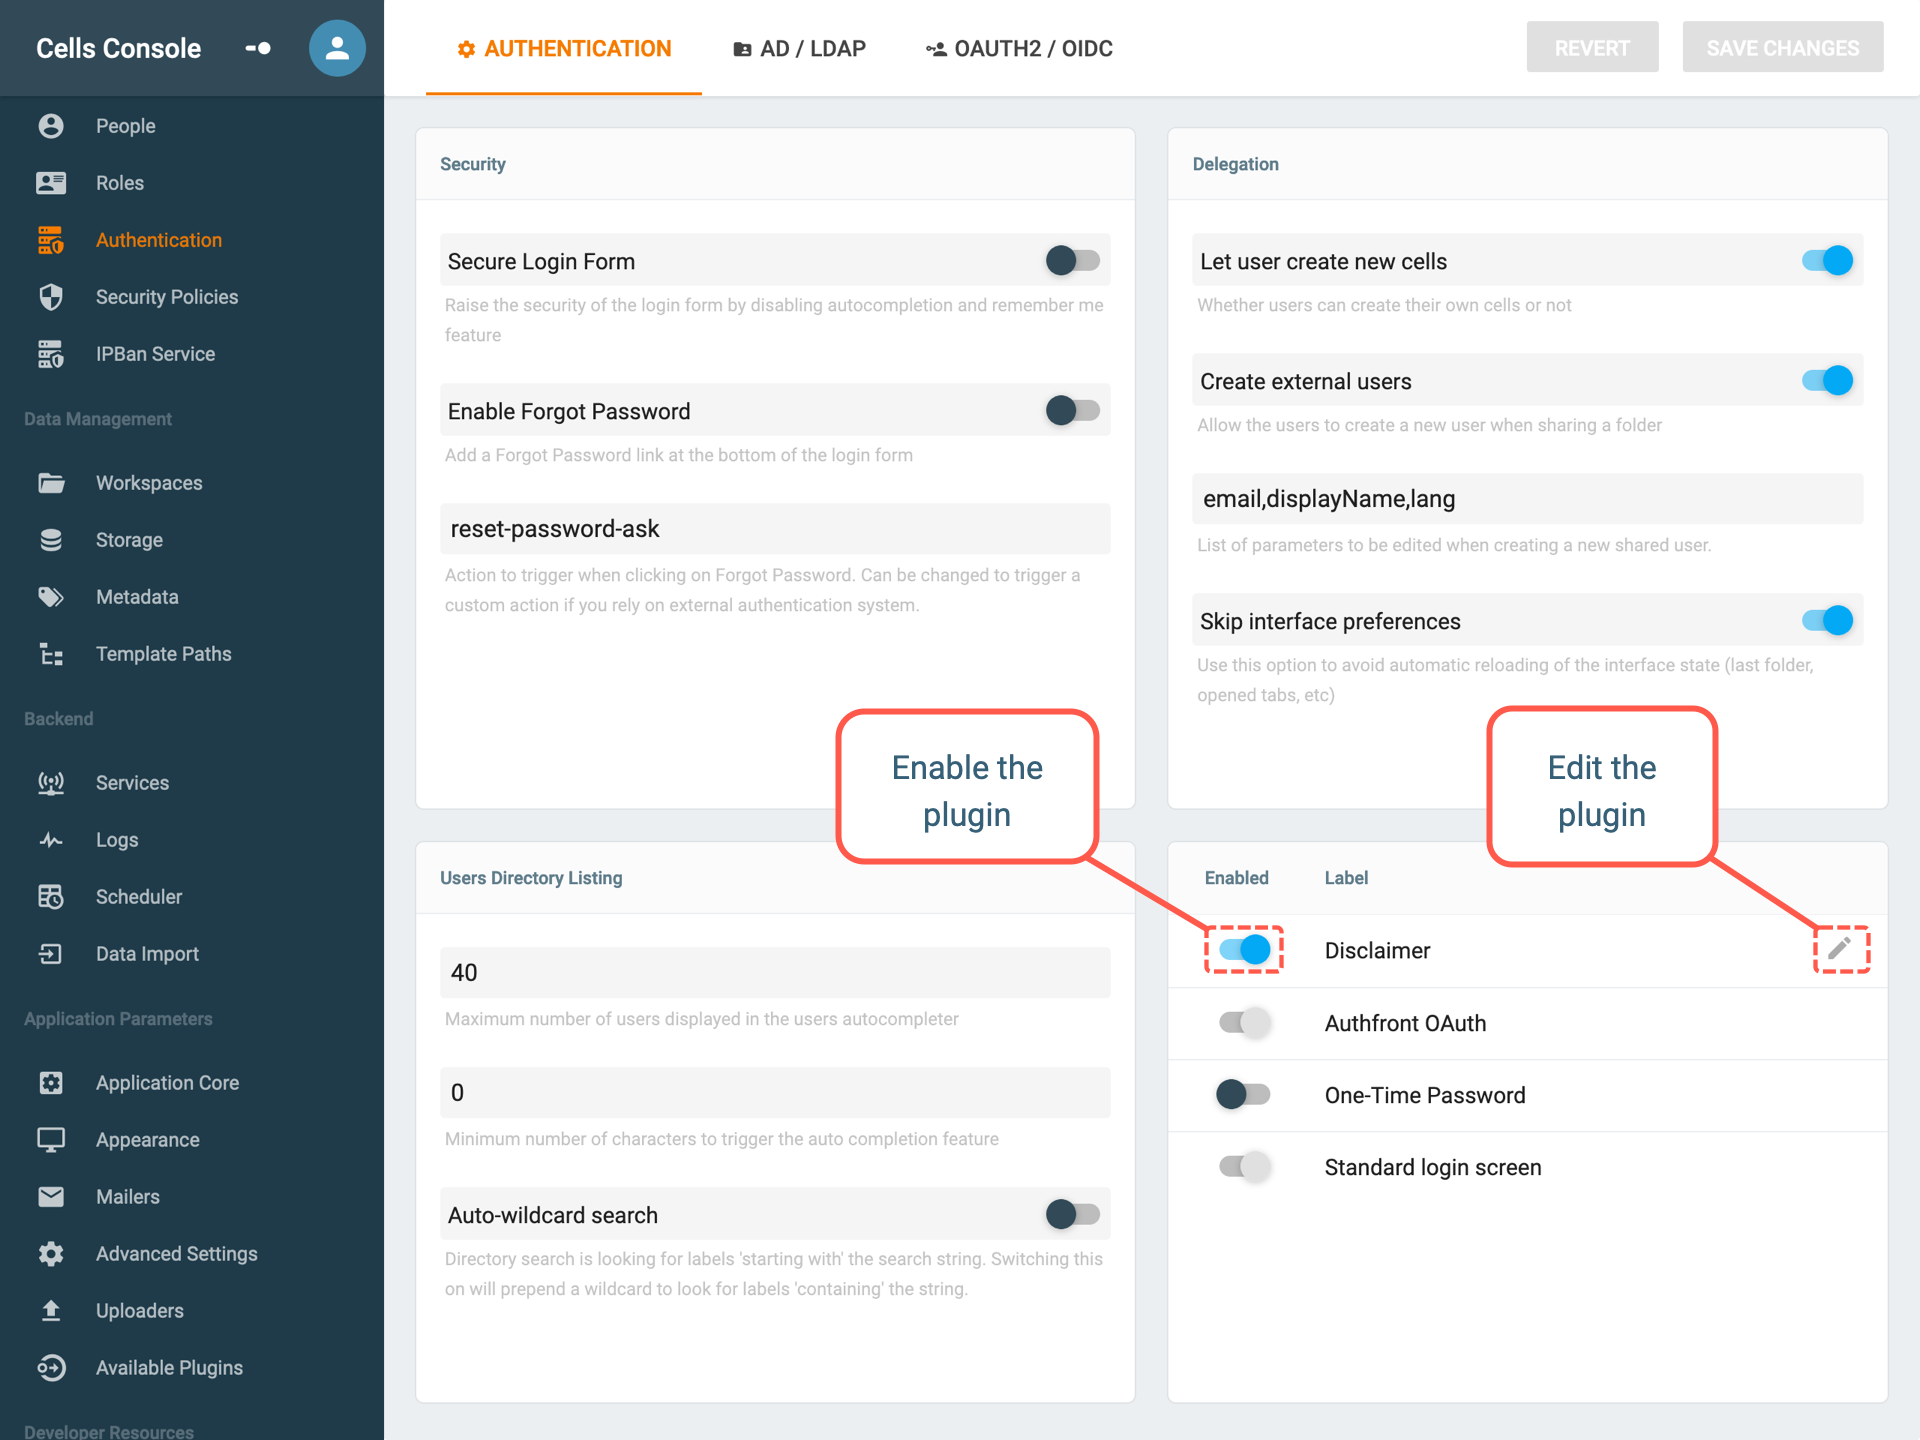 Cells Console
AUTHENTICATION
AD / LDAP
OAUTH2 / OIDC
REVERT
SAVE CHANGES
People
Roles
Authentication
Security Policies
IPBan Service
Data Management
Workspaces
Storage
Metadata
Template Paths
Backend
Services
Logs
Scheduler
Data Import
Application Parameters
Application Core
Appearance
Mailers
Advanced Settings
Uploaders
Available Plugins
Developer Resources
Security
Secure Login Form
Raise the security of the login form by disabling autocompletion and remember me
feature
Enable Forgot Password
Add a Forgot Password link at the bottom of the login form
reset-password-ask
Action to trigger when clicking on Forgot Password. Can be changed to trigger a
custom action if you rely on external authentication system.
Delegation
Let user create new cells
Whether users can create their own cells or not
Create external users
Allow the users to create a new user when sharing a folder
email,displayName,lang
List of parameters to be edited when creating a new shared user.
Skip interface preferences
Use this option to avoid automatic reloading of the interface state (last folder,
opened tabs, etc)
Enable the
plugin
Edit the
plugin
Users Directory Listing
40
Maximum number of users displayed in the users autocompleter
0
Minimum number of characters to trigger the auto completion feature
Auto-wildcard search
Directory search is looking for labels 'starting with' the search string. Switching this
on will prepend a wildcard to look for labels 'containing' the string.
Enabled
Label
Disclaimer
Authfront OAuth
One-Time Password
Standard login screen